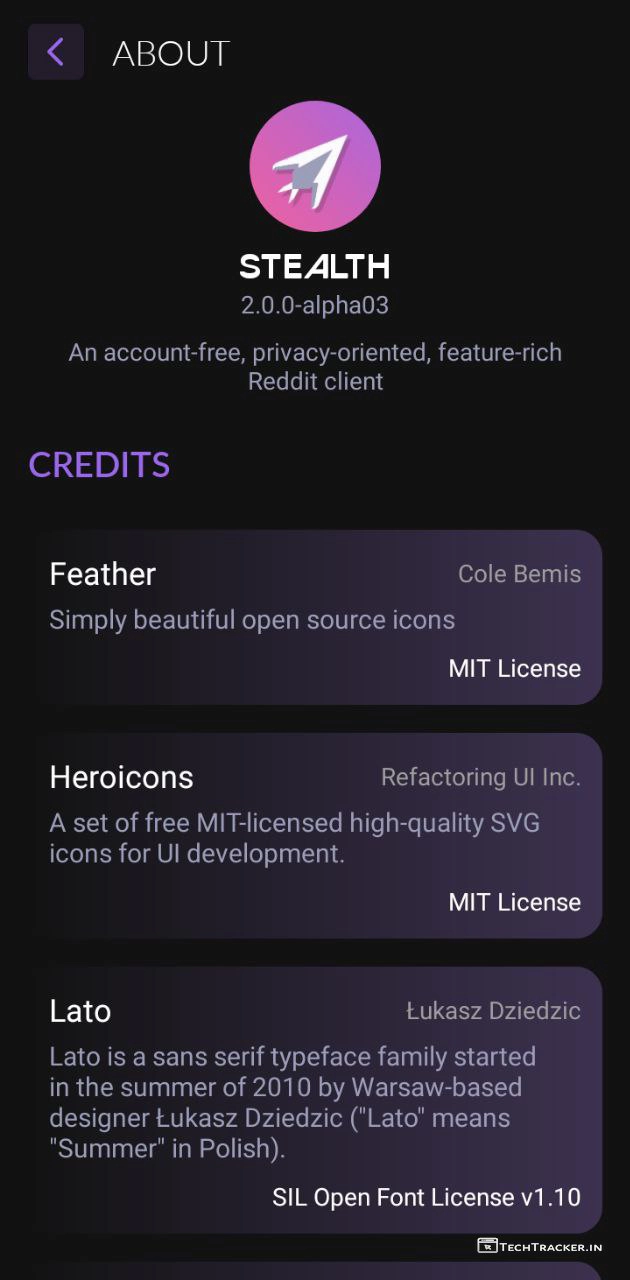 ABOUT
STEALTH
2.0.0-alpha03
An account-free, privacy-oriented, feature-rich
Reddit client
CREDITS
Feather
Cole Bemis
Simply beautiful open source icons
MIT License
Heroicons
Refactoring UI Inc.
A set of free MIT-licensed high-quality SVG
icons for UI development.
MIT License
Lato
Łukasz Dziedzic
Lato is a sans serif typeface family started
in the summer of 2010 by Warsaw-based
designer Łukasz Dziedzic ("Lato" means
"Summer" in Polish).
SIL Open Font License v1.10
TECHTRACKER.IN